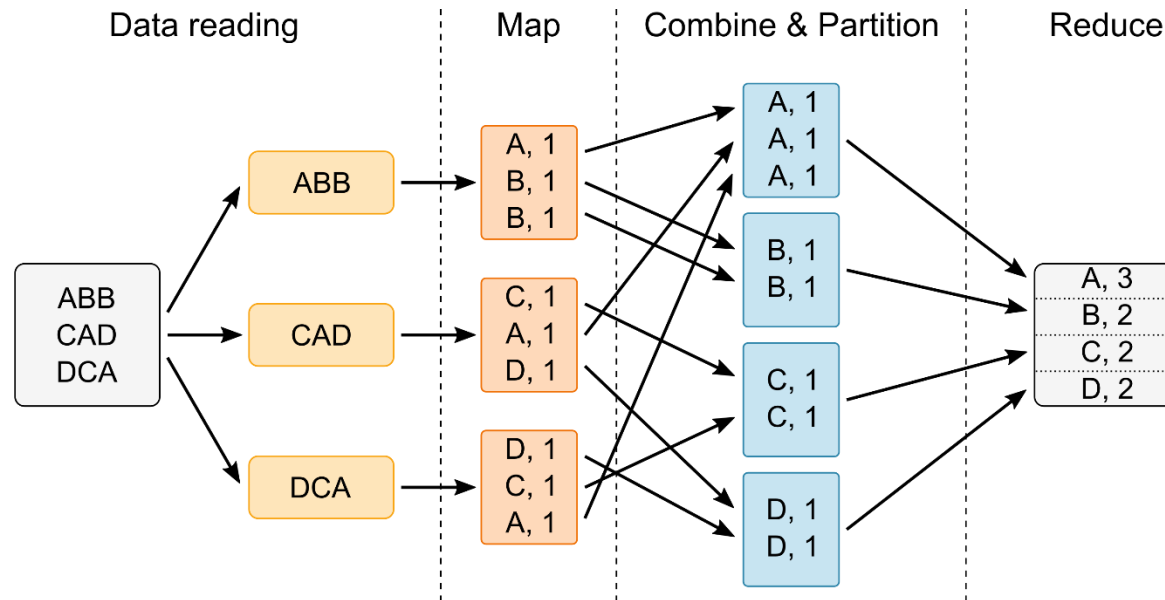 Data reading
Map
Combine & Partition
Reduce
ABB
CAD
DCA
ABB
CAD
DCA
A, 1
B, 1
B, 1
C, 1
A, 1
D, 1
D, 1
C, 1
A, 1
A, 1
A, 1
A, 1
B, 1
B, 1
C, 1
C, 1
D, 1
D, 1
A, 3
B, 2
C, 2
D, 2